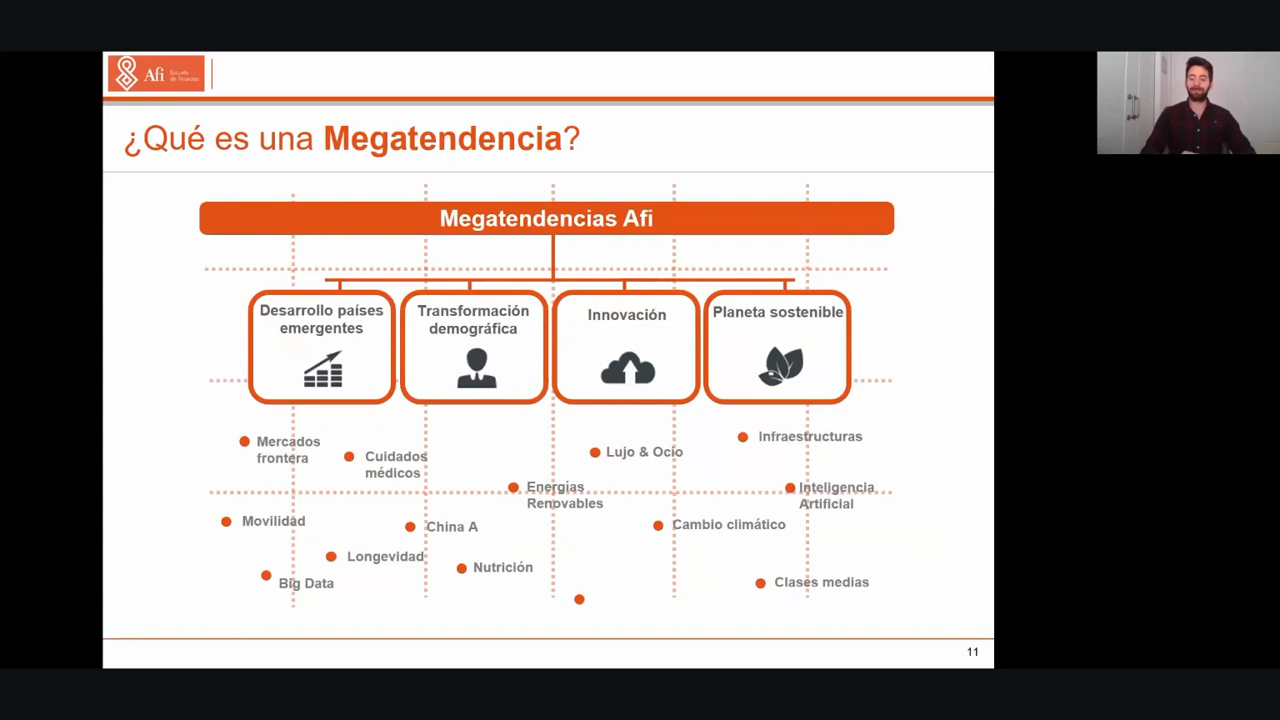 Afi
Escuela
de Finanzas
¿Qué es una Megatendencia?
Megatendencias Afi
Desarrollo países
emergentes
Transformación
demográfica
Innovación
Planeta sostenible
Mercados
frontera
Cuidados
médicos
Lujo & Ocio
Infraestructuras
Energías
Renovables
Inteligencia
Artificial
Movilidad
China A
Cambio climático
Longevidad
Nutrición
Big Data
Clases medias
11